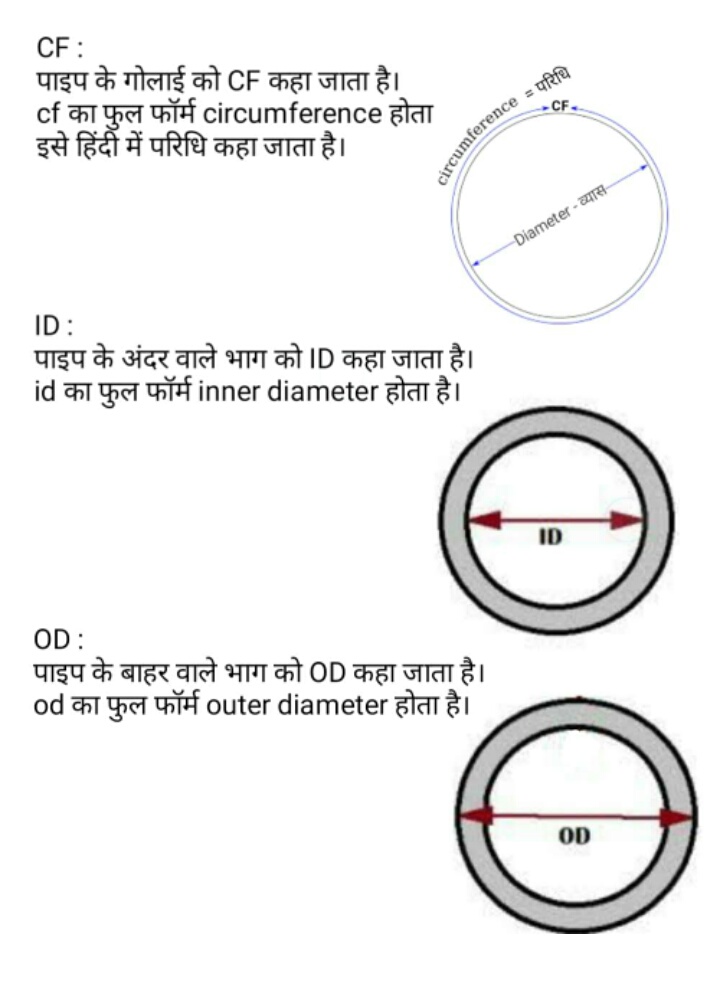 CF :
पाइप के गोलाई को CF कहा जाता है।
cf का फुल फॉर्म circumference होता
इसे हिंदी में परिधि कहा जाता है।
circumference = परिधि
CF
Diameter - व्यास
ID :
पाइप के अंदर वाले भाग को ID कहा जाता है।
id का फुल फॉर्म inner diameter होता है।
ID
OD :
पाइप के बाहर वाले भाग को OD कहा जाता है।
od का फुल फॉर्म outer diameter होता है।
OD